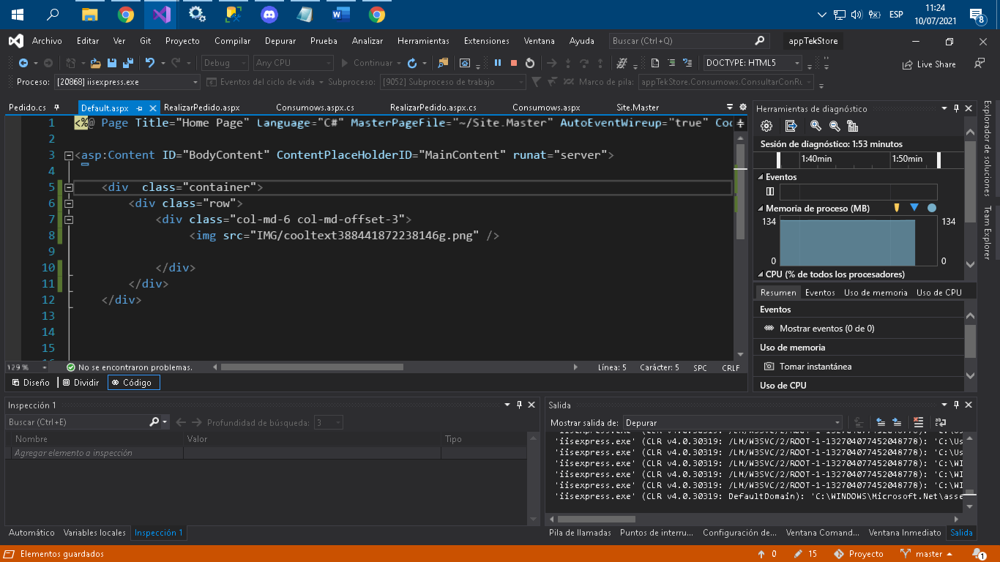 ESP
11:24
10/07/2021
8
Archivo Editar Ver Git Proyecto Compilar Depurar Prueba Analizar Herramientas Extensiones Ventana Ayuda Buscar (Ctrl+Q) appTekStore
Debug Any CPU Continuar DOCTYPE: HTML5 Live Share
Proceso: [20868] iisexpress.exe Eventos del ciclo de vida Subproceso: [9052] Subproceso de trabajo Marco de pila: appTekStore.Consumows.ConsultarConRu
Pedido.cs Default.aspx RealizarPedido.aspx Consumows.aspx.cs RealizarPedido.aspx.cs Consumows.aspx Site.Master
1 <%@ Page Title="Home Page" Language="C#" MasterPageFile="~/Site.Master" AutoEventWireup="true" Coc
2
3 <asp:Content ID="BodyContent" ContentPlaceHolderID="MainContent" runat="server">
4
5 <div  class="container">
6 <div class="row">
7 <div class="col-md-6 col-md-offset-3">
8 <img src="IMG/cooltext388441872238146g.png" />
9
10 </div>
11 </div>
12 </div>
13
14
15
129 % No se encontraron problemas. Línea: 5 Carácter: 5 SPC CRLF
Diseño Dividir Código
Herramientas de diagnóstico
Sesión de diagnóstico: 1:53 minutos
1:40min 1:50min
Eventos
Memoria de proceso (MB)
134 134
0 0
CPU (% de todos los procesadores)
Resumen Eventos Uso de memoria Uso de CPU
Eventos
Mostrar eventos (0 de 0)
Uso de memoria
Tomar instantánea
Uso de CPU
Explorador de soluciones
Team Explorer
Inspección 1
Buscar (Ctrl+E) Profundidad de búsqueda: 3
Nombre Valor Tipo
Agregar elemento a inspección
Automático Variables locales Inspección 1
Salida
Mostrar salida de: Depurar
'iisexpress.exe' (CLR v4.0.30319: /LM/W3SVC/2/ROOT-1-132704077452048778): 'C:\Us
'iisexpress.exe' (CLR v4.0.30319: /LM/W3SVC/2/ROOT-1-132704077452048778): 'C:\Us
'iisexpress.exe' (CLR v4.0.30319: /LM/W3SVC/2/ROOT-1-132704077452048778): 'C:\Us
'iisexpress.exe' (CLR v4.0.30319: /LM/W3SVC/2/ROOT-1-132704077452048778): 'C:\WI
'iisexpress.exe' (CLR v4.0.30319: /LM/W3SVC/2/ROOT-1-132704077452048778): 'C:\WI
'iisexpress.exe' (CLR v4.0.30319: /LM/W3SVC/2/ROOT-1-132704077452048778): 'C:\WI
'iisexpress.exe' (CLR v4.0.30319: DefaultDomain): 'C:\WINDOWS\Microsoft.Net\asse
Pila de llamadas Puntos de interru... Configuración de... Ventana Comand... Ventana Inmediato Salida
Elementos guardados 0 15 Proyecto master 1